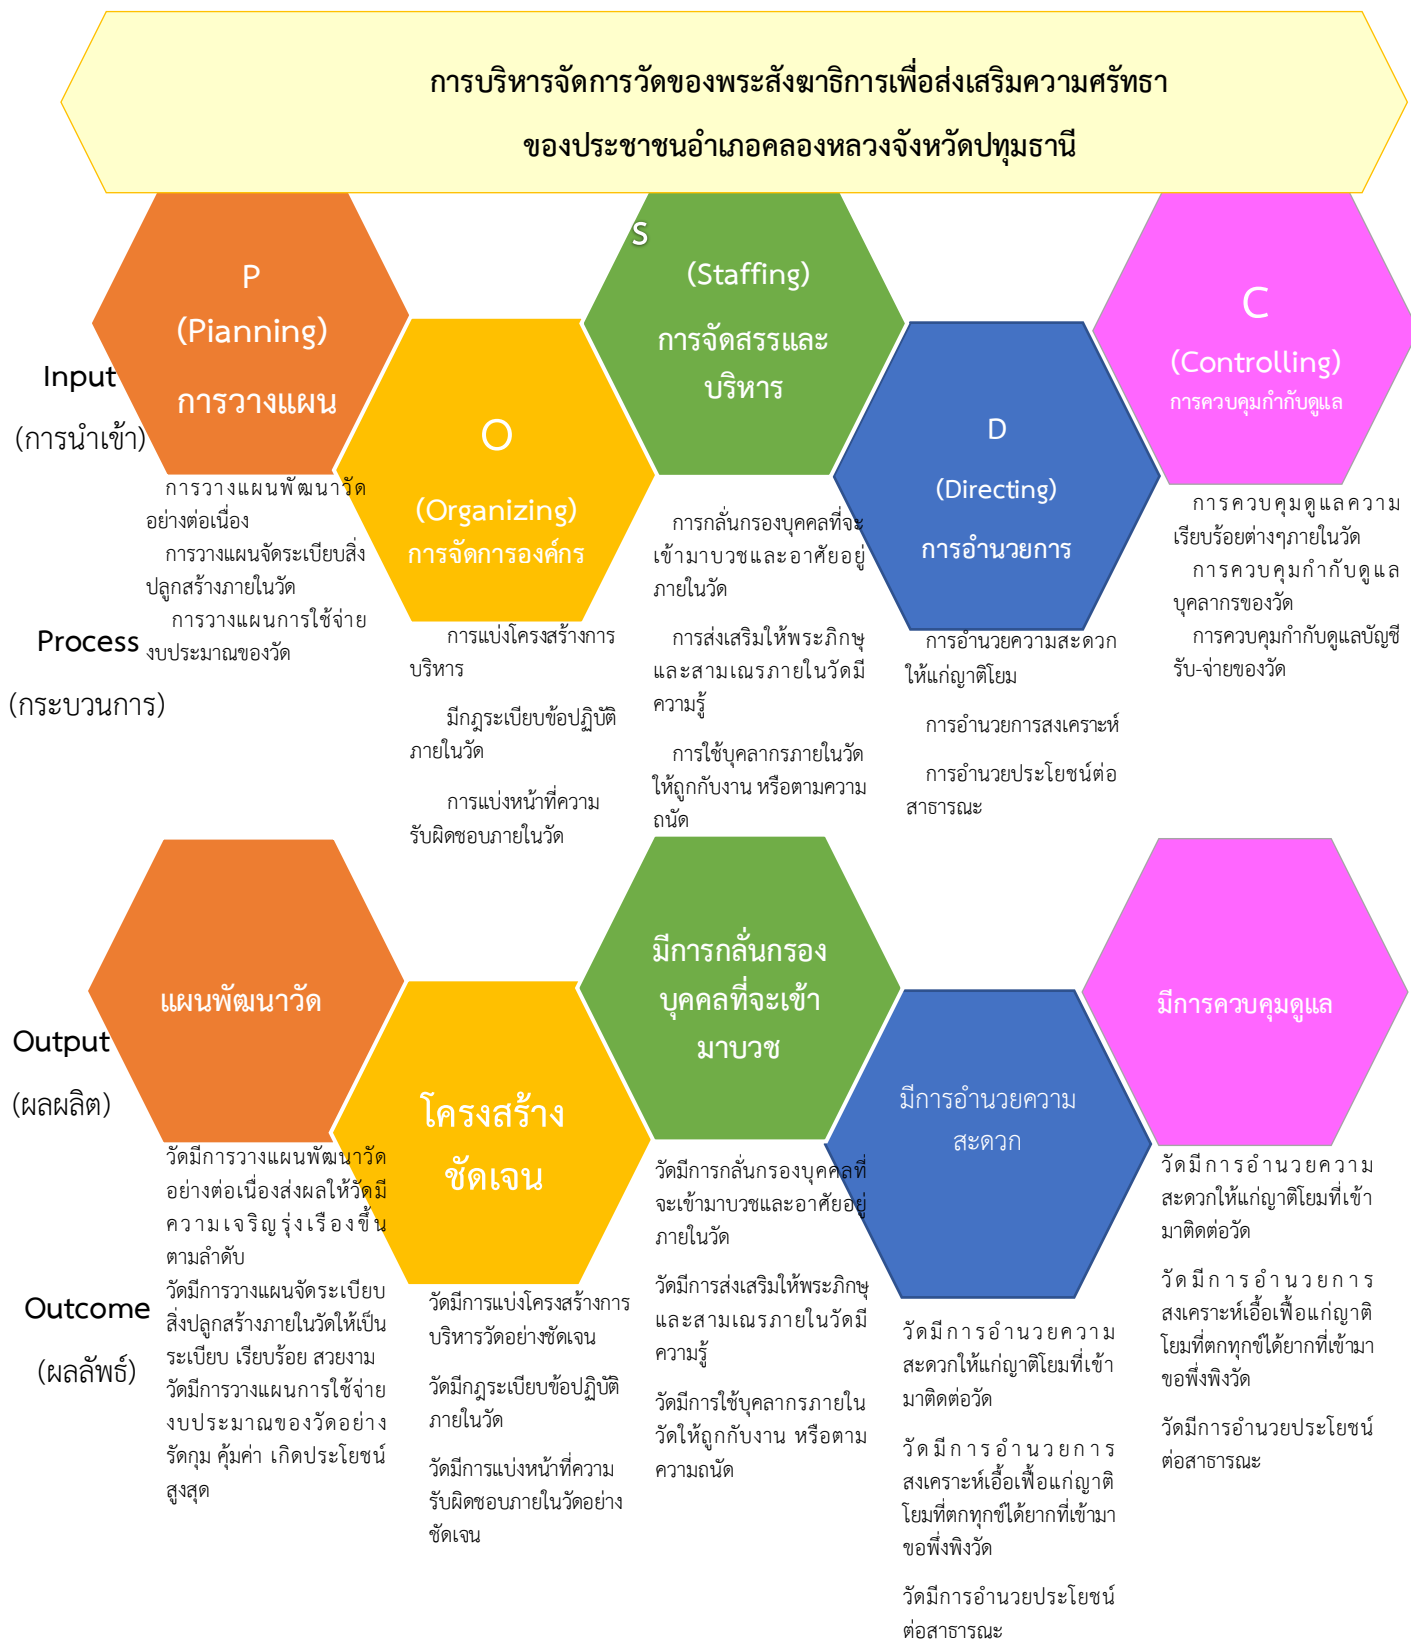 การบริหารจัดการวัดของพระสังฆาธิการเพื่อส่งเสริมความศรัทธา
ของประชาชนอำเภอคลองหลวงจังหวัดปทุมธานี
P
(Pianning)
การวางแผน
O
(Organizing)
การจัดการองค์กร
S
(Staffing)
การจัดสรรและ
บริหาร
D
(Directing)
การอำนวยการ
C
(Controlling)
การควบคุมกำกับดูแล
Input
(การนำเข้า)
Process
(กระบวนการ)
การวางแผนพัฒนาวัด
อย่างต่อเนื่อง
การวางแผนจัดระเบียบสิ่ง
ปลูกสร้างภายในวัด
การวางแผนการใช้จ่าย
งบประมาณของวัด
การแบ่งโครงสร้างการ
บริหาร
มีกฎระเบียบข้อปฏิบัติ
ภายในวัด
การแบ่งหน้าที่ความ
รับผิดชอบภายในวัด
การกลั่นกรองบุคคลที่จะ
เข้ามาบวชและอาศัยอยู่
ภายในวัด
การส่งเสริมให้พระภิกษุ
และสามเณรภายในวัดมี
ความรู้
การใช้บุคลากรภายในวัด
ให้ถูกกับงาน หรือตามความ
ถนัด
การอำนวยความสะดวก
ให้แก่ญาติโยม
การอำนวยการสงเคราะห์
การอำนวยประโยชน์ต่อ
สาธารณะ
การควบคุมดูแลความ
เรียบร้อยต่างๆภายในวัด
การควบคุมกำกับดูแล
บุคลากรของวัด
การควบคุมกำกับดูแลบัญชี
รับ-จ่ายของวัด
แผนพัฒนาวัด
โครงสร้าง
ชัดเจน
มีการกลั่นกรอง
บุคคลที่จะเข้า
มาบวช
มีการอำนวยความ
สะดวก
มีการควบคุมดูแล
Output
(ผลผลิต)
Outcome
(ผลลัพธ์)
วัดมีการวางแผนพัฒนาวัด
อย่างต่อเนื่องส่งผลให้วัดมี
ความเจริญรุ่งเรืองขึ้น
ตามลำดับ
วัดมีการวางแผนจัดระเบียบ
สิ่งปลูกสร้างภายในวัดให้เป็น
ระเบียบ เรียบร้อย สวยงาม
วัดมีการวางแผนการใช้จ่าย
งบประมาณของวัดอย่าง
รัดกุม คุ้มค่า เกิดประโยชน์
สูงสุด
วัดมีการแบ่งโครงสร้างการ
บริหารวัดอย่างชัดเจน
วัดมีกฎระเบียบข้อปฏิบัติ
ภายในวัด
วัดมีการแบ่งหน้าที่ความ
รับผิดชอบภายในวัดอย่าง
ชัดเจน
วัดมีการกลั่นกรองบุคคลที่
จะเข้ามาบวชและอาศัยอยู่
ภายในวัด
วัดมีการส่งเสริมให้พระภิกษุ
และสามเณรภายในวัดมี
ความรู้
วัดมีการใช้บุคลากรภายใน
วัดให้ถูกกับงาน หรือตาม
ความถนัด
วัดมีการอำนวยความ
สะดวกให้แก่ญาติโยมที่เข้า
มาติดต่อวัด
วัดมีการอำนวยการ
สงเคราะห์เอื้อเฟื้อแก่ญาติ
โยมที่ตกทุกข์ได้ยากที่เข้ามา
ขอพึ่งพิงวัด
วัดมีการอำนวยประโยชน์
ต่อสาธารณะ
วัดมีการอำนวยความ
สะดวกให้แก่ญาติโยมที่เข้า
มาติดต่อวัด
วัดมีการอำนวยการ
สงเคราะห์เอื้อเฟื้อแก่ญาติ
โยมที่ตกทุกข์ได้ยากที่เข้ามา
ขอพึ่งพิงวัด
วัดมีการอำนวยประโยชน์
ต่อสาธารณะ